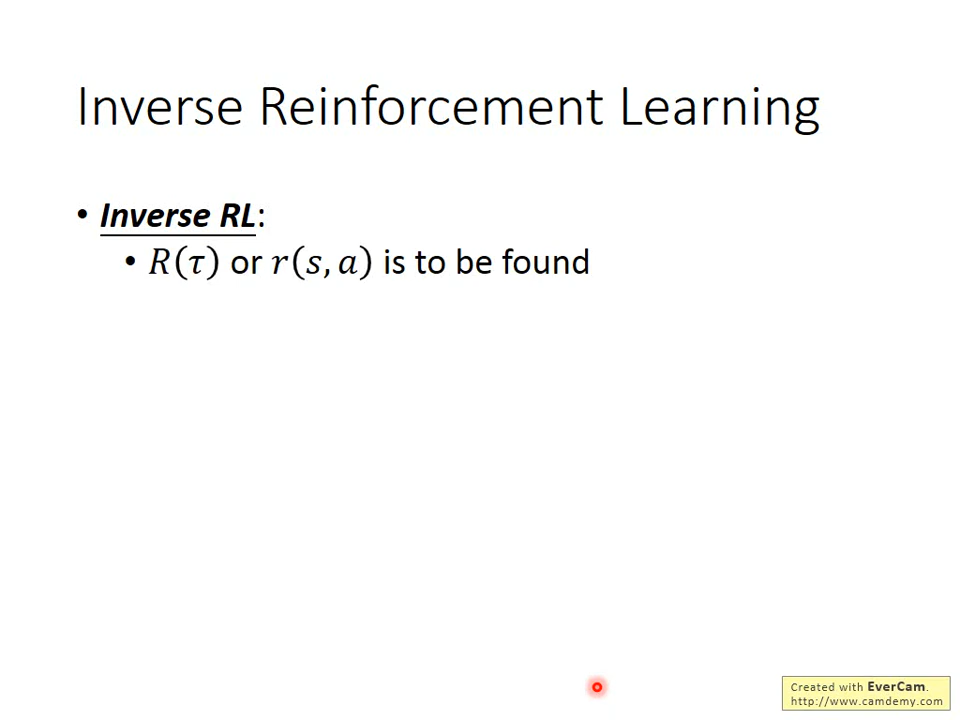 Inverse Reinforcement Learning
• Inverse RL:
• R(τ) or r(s, a) is to be found
Created with EverCam.
http://www.camdemy.com